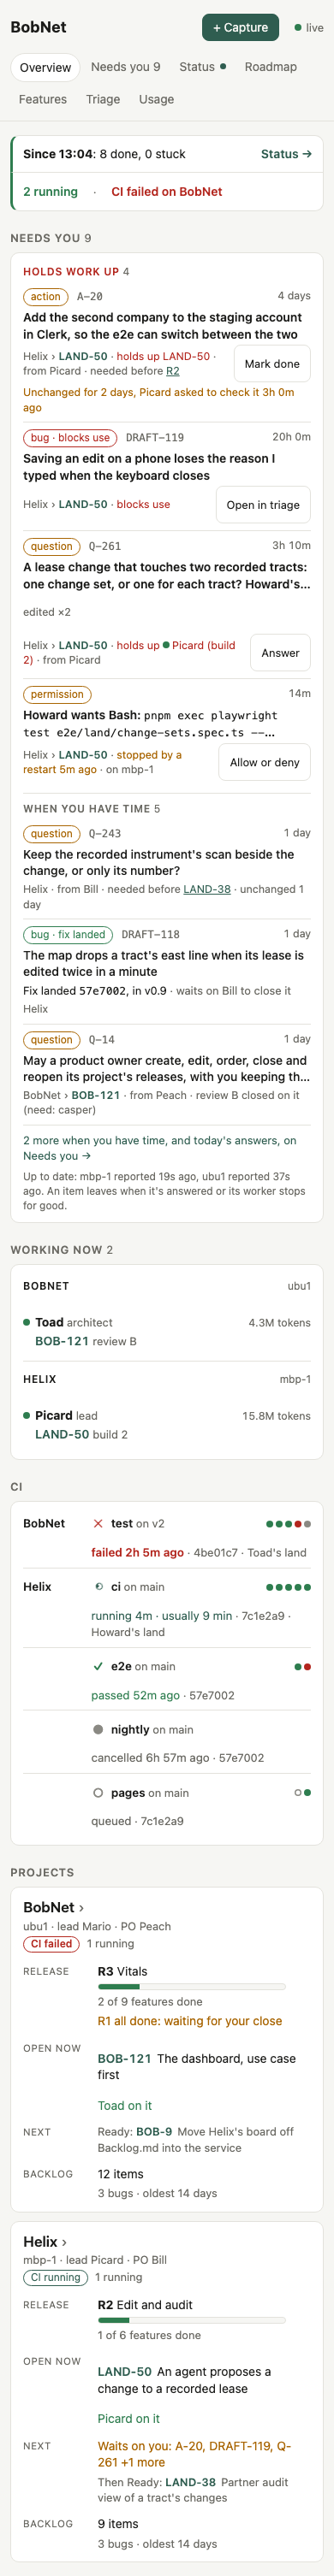 BobNet
+ Capture
live
Overview
Needs you 9
Status
Roadmap
Features
Triage
Usage
Since 13:04: 8 done, 0 stuck
Status →
2 running · CI failed on BobNet
NEEDS YOU 9
HOLDS WORK UP 4
action A-20 4 days
Add the second company to the staging account
in Clerk, so the e2e can switch between the two
Helix › LAND-50 · holds up LAND-50 ·
from Picard · needed before R2
Mark done
Unchanged for 2 days, Picard asked to check it 3h 0m
ago
bug · blocks use DRAFT-119 20h 0m
Saving an edit on a phone loses the reason I
typed when the keyboard closes
Helix › LAND-50 · blocks use
Open in triage
question Q-261 3h 10m
A lease change that touches two recorded tracts:
one change set, or one for each tract? Howard's...
edited ×2
Helix › LAND-50 · holds up Picard (build
2) · from Picard
Answer
permission 14m
Howard wants Bash: pnpm exec playwright
test e2e/land/change-sets.spec.ts --…
Helix › LAND-50 · stopped by a
restart 5m ago · on mbp-1
Allow or deny
WHEN YOU HAVE TIME 5
question Q-243 1 day
Keep the recorded instrument's scan beside the
change, or only its number?
Helix · from Bill · needed before LAND-38 · unchanged 1
day
bug · fix landed DRAFT-118 1 day
The map drops a tract's east line when its lease is
edited twice in a minute
Fix landed 57e7002, in v0.9 · waits on Bill to close it
Helix
question Q-14 1 day
May a product owner create, edit, order, close and
reopen its project's releases, with you keeping th...
BobNet › BOB-121 · from Peach · review B closed on it
(need: casper)
2 more when you have time, and today's answers, on
Needs you →
Up to date: mbp-1 reported 19s ago, ubu1 reported 37s
ago. An item leaves when it's answered or its worker stops
for good.
WORKING NOW 2
BOBNET ubu1
Toad architect 4.3M tokens
BOB-121 review B
HELIX mbp-1
Picard lead 15.8M tokens
LAND-50 build 2
CI
BobNet test on v2
failed 2h 5m ago · 4be01c7 · Toad's land
Helix ci on main
running 4m · usually 9 min · 7c1e2a9 ·
Howard's land
e2e on main
passed 52m ago · 57e7002
nightly on main
cancelled 6h 57m ago · 57e7002
pages on main
queued · 7c1e2a9
PROJECTS
BobNet ›
ubu1 · lead Mario · PO Peach
CI failed 1 running
RELEASE R3 Vitals
2 of 9 features done
R1 all done: waiting for your close
OPEN NOW
BOB-121 The dashboard, use case
first
Toad on it
NEXT Ready: BOB-9 Move Helix's board off
Backlog.md into the service
BACKLOG 12 items
3 bugs · oldest 14 days
Helix ›
mbp-1 · lead Picard · PO Bill
CI running 1 running
RELEASE R2 Edit and audit
1 of 6 features done
OPEN NOW
LAND-50 An agent proposes a
change to a recorded lease
Picard on it
NEXT Waits on you: A-20, DRAFT-119, Q-
261 +1 more
Then Ready: LAND-38 Partner audit
view of a tract's changes
BACKLOG 9 items
3 bugs · oldest 14 days